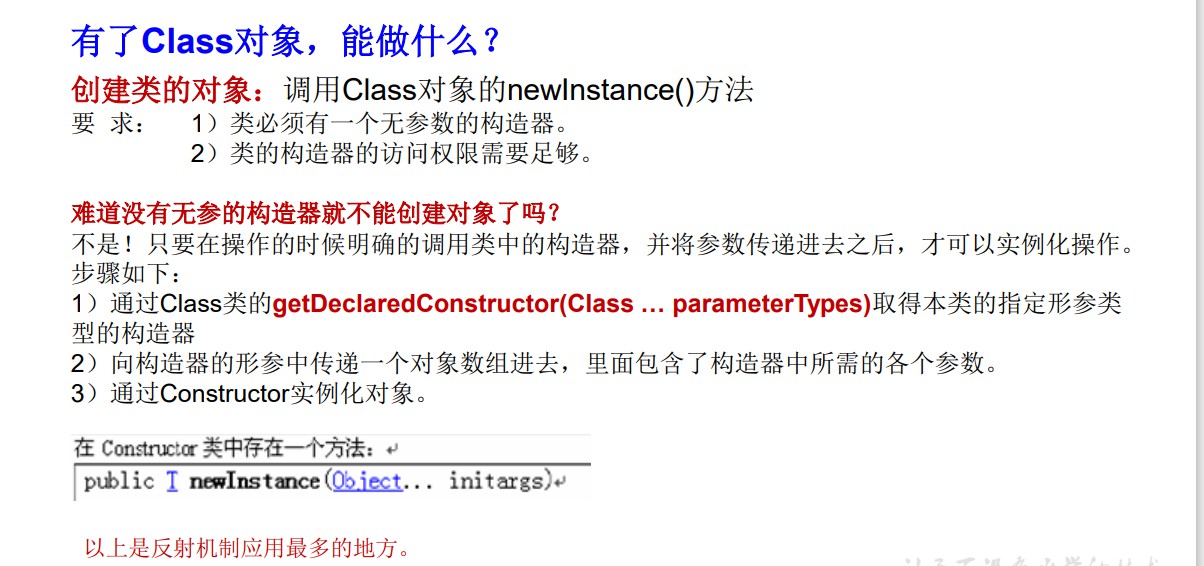 有了Class对象，能做什么？
创建类的对象：调用Class对象的newInstance()方法
要 求： 1）类必须有一个无参数的构造器。
2）类的构造器的访问权限需要足够。
难道没有无参的构造器就不能创建对象了吗？
不是！只要在操作的时候明确的调用类中的构造器，并将参数传递进去之后，才可以实例化操作。
步骤如下：
1）通过Class类的getDeclaredConstructor(Class … parameterTypes)取得本类的指定形参类
型的构造器
2）向构造器的形参中传递一个对象数组进去，里面包含了构造器中所需的各个参数。
3）通过Constructor实例化对象。
在 Constructor 类中存在一个方法：↵
public T newInstance(Object... initargs)↵
以上是反射机制应用最多的地方。